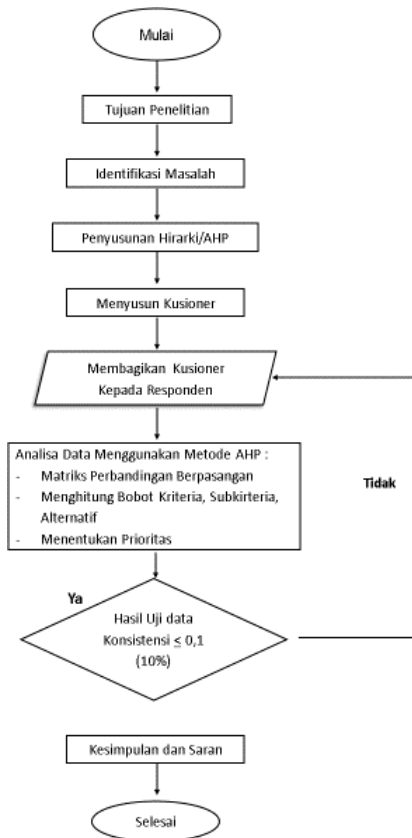 Mulai
Tujuan Penelitian
Identifikasi Masalah
Penyusunan Hirarki/AHP
Menyusun Kusioner
Membagikan Kusioner
Kepada Responden
Analisa Data Menggunakan Metode AHP :
- Matriks Perbandingan Berpasangan
- Menghitung Bobot Kriteria, Subkirteria,
Alternatif
- Menentukan Prioritas
Tidak
Ya
Hasil Uji data
Konsistensi ≤ 0,1
(10%)
Kesimpulan dan Saran
Selesai